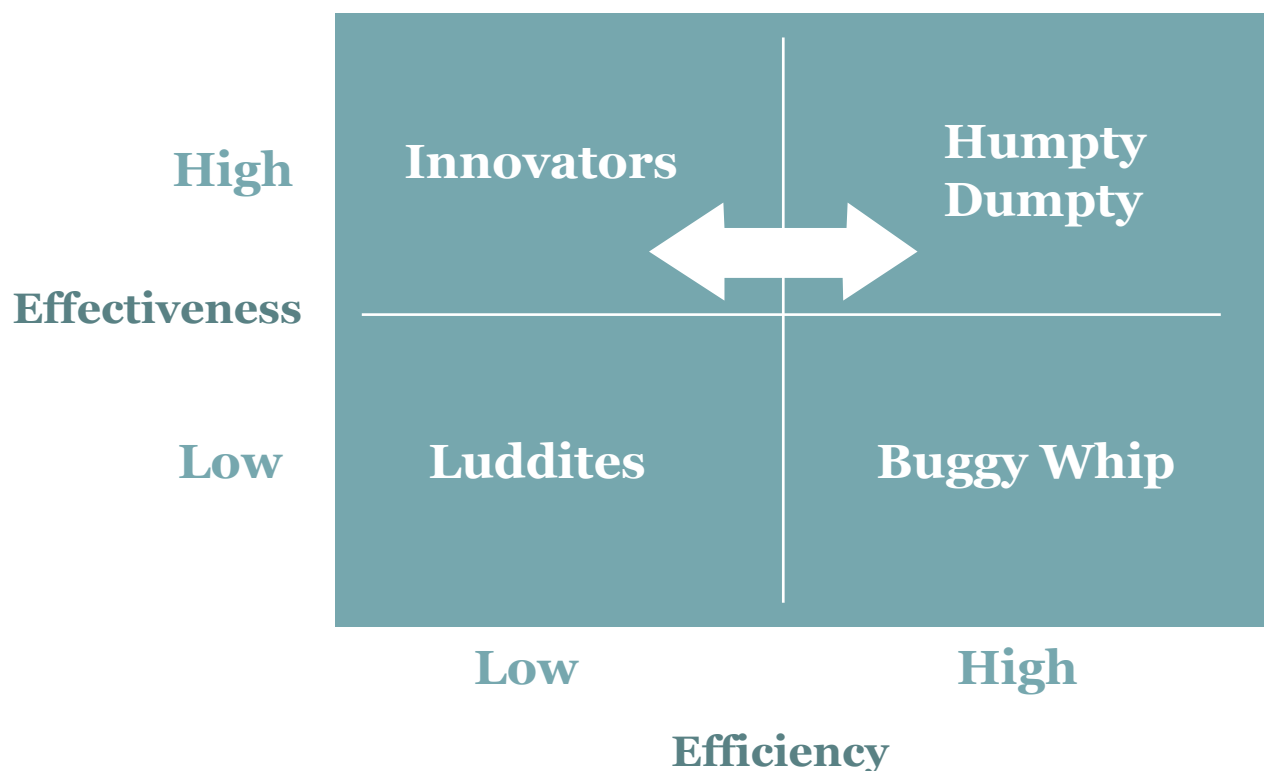 High
Innovators
Humpty
Dumpty
Effectiveness
Low
Luddites
Buggy Whip
Low
High
Efficiency